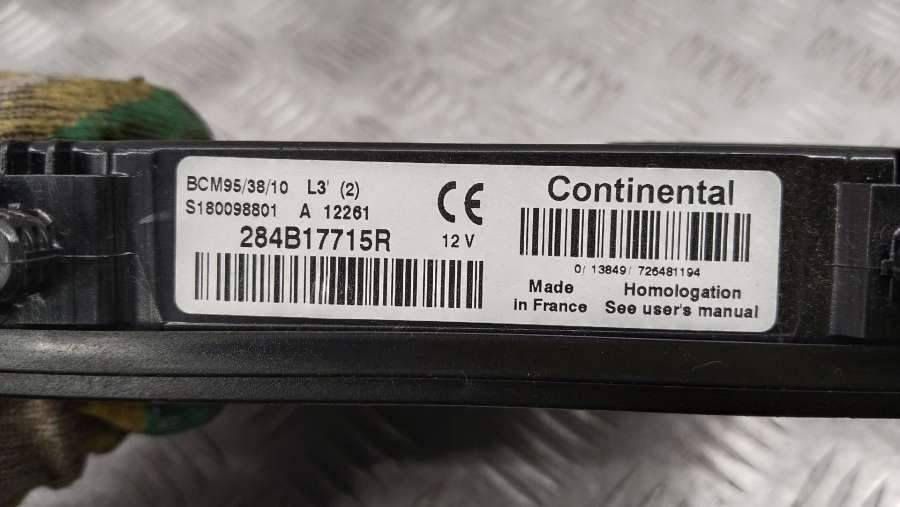 BCM95/38/10 L3' (2)
S180098801 A 12261
284B17715R
12 V
CE
Continental
0/ 13849/ 726481194
Made
in France
Homologation
See user's manual